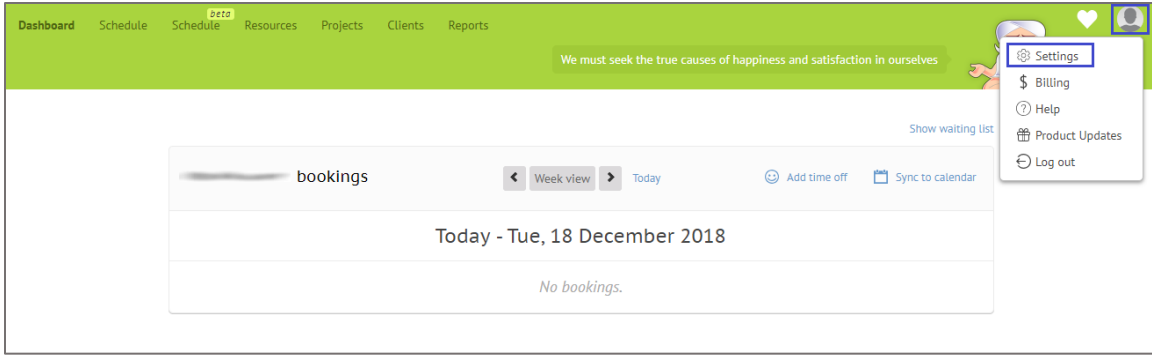 Dashboard Schedule Schedule beta Resources Projects Clients Reports
We must seek the true causes of happiness and satisfaction in ourselves
Settings
$ Billing
? Help
Product Updates
Log out
Show waiting list
bookings Week view Today Add time off Sync to calendar
Today - Tue, 18 December 2018
No bookings.